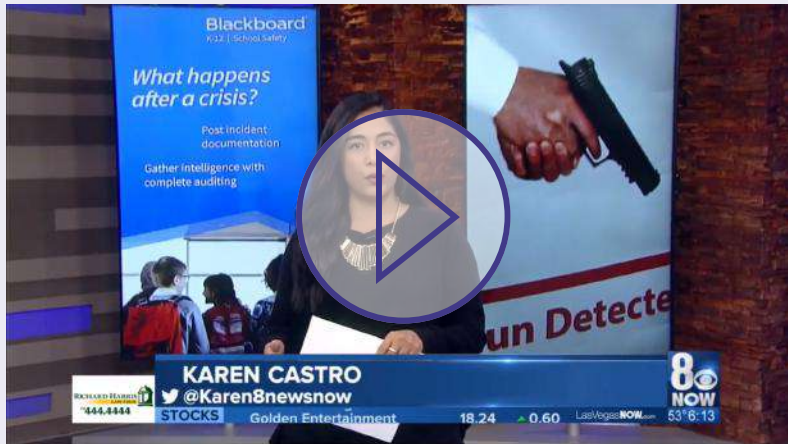 Blackboard
K-12 | School Safety
What happens
after a crisis?
Post incident
documentation
Gather intelligence with
complete auditing
un Detecte
KAREN CASTRO
@Karen8newsnow
RICHARD HARRIS
LAW FIRM
444.4444
8
NOW
STOCKS
Golden Entertainment
18.24
0.60
LasVegasNOW.com
53° 6:13